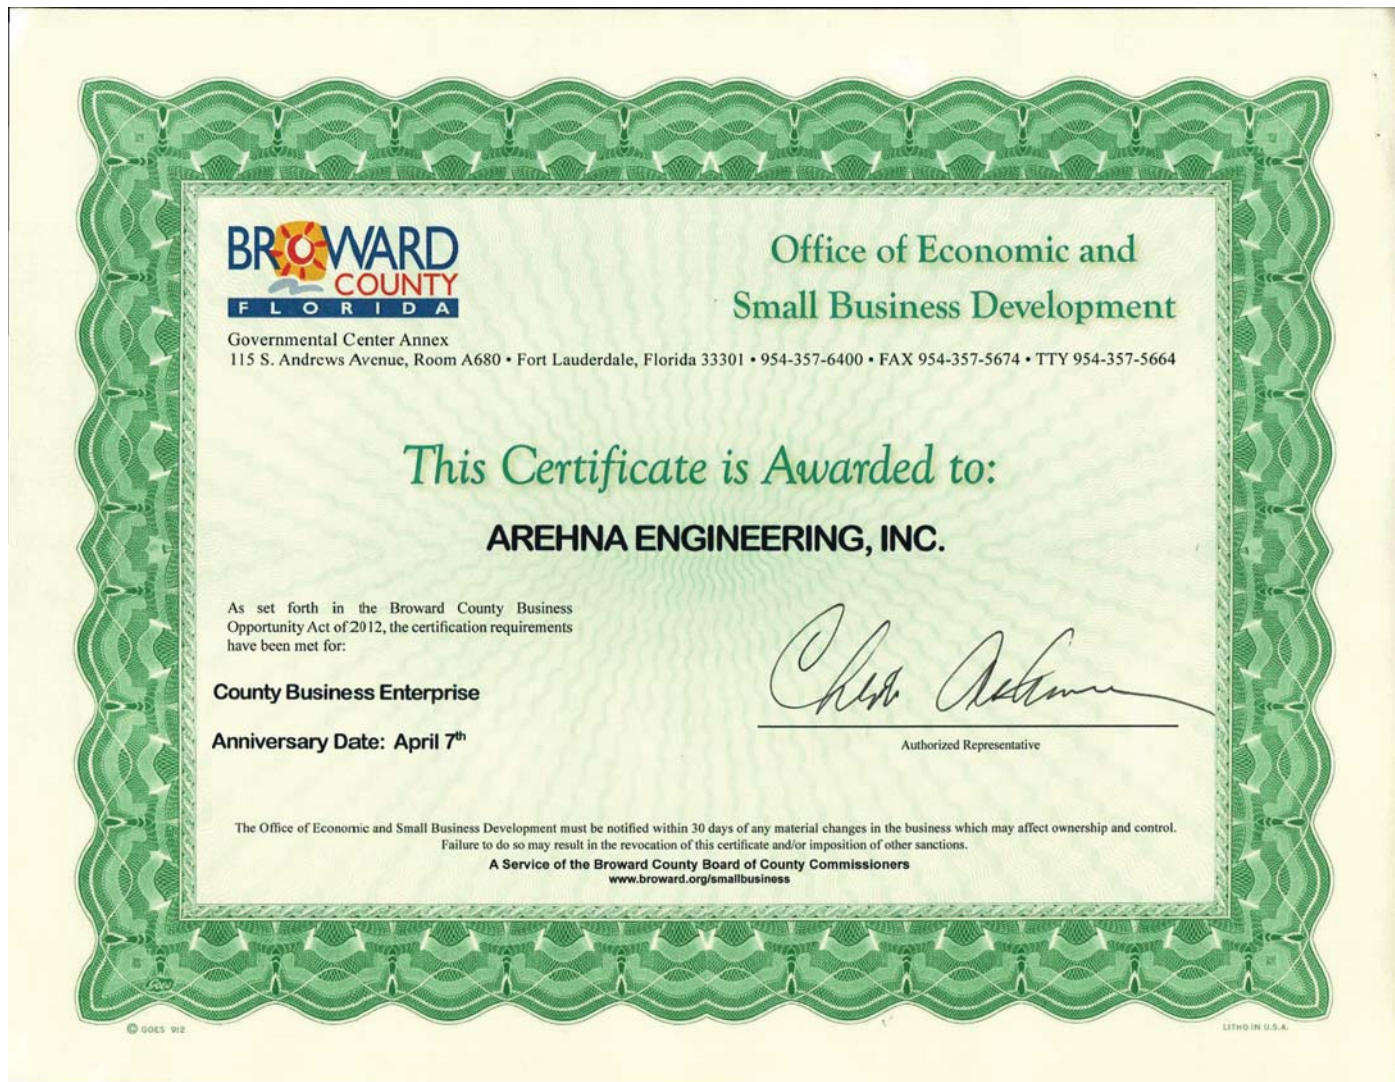 BROWARD
COUNTY
FLORIDA
Office of Economic and
Small Business Development
Governmental Center Annex
115 S. Andrews Avenue, Room A680 • Fort Lauderdale, Florida 33301 • 954-357-6400 • FAX 954-357-5674 • TTY 954-357-5664
This Certificate is Awarded to:
AREHNA ENGINEERING, INC.
As set forth in the Broward County Business
Opportunity Act of 2012, the certification requirements
have been met for:
County Business Enterprise
Anniversary Date: April 7th
Authorized Representative
The Office of Economic and Small Business Development must be notified within 30 days of any material changes in the business which may affect ownership and control.
Failure to do so may result in the revocation of this certificate and/or imposition of other sanctions.
A Service of the Broward County Board of County Commissioners
www.broward.org/smallbusiness
© GOES 912
LITHO IN U.S.A.